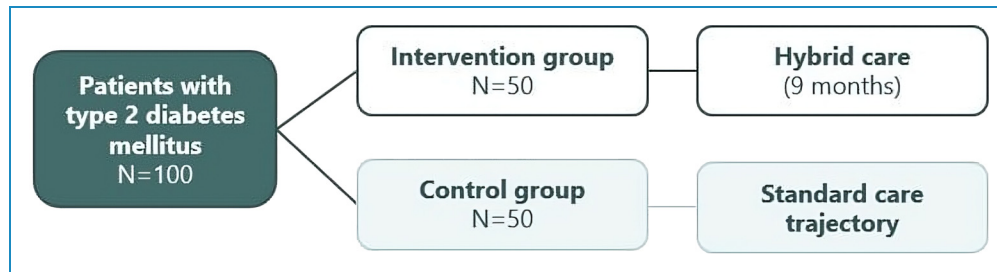 Patients with
type 2 diabetes
mellitus
N=100
Intervention group
N=50
Hybrid care
(9 months)
Control group
N=50
Standard care
trajectory